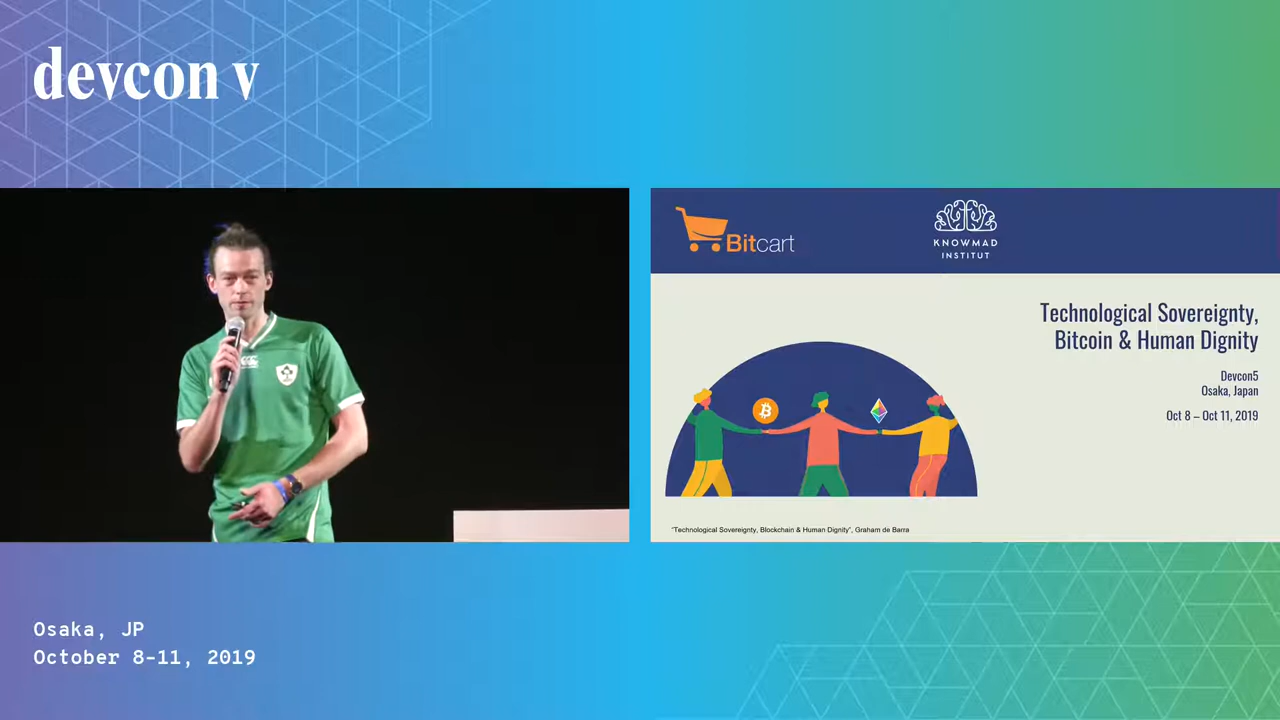 devcon v
Bitcart
KNOWMAD
INSTITUT
Technological Sovereignty,
Bitcoin & Human Dignity
Devcon5
Osaka, Japan
Oct 8 – Oct 11, 2019
"Technological Sovereignty, Blockchain & Human Dignity", Graham de Barra
Osaka, JP
October 8-11, 2019